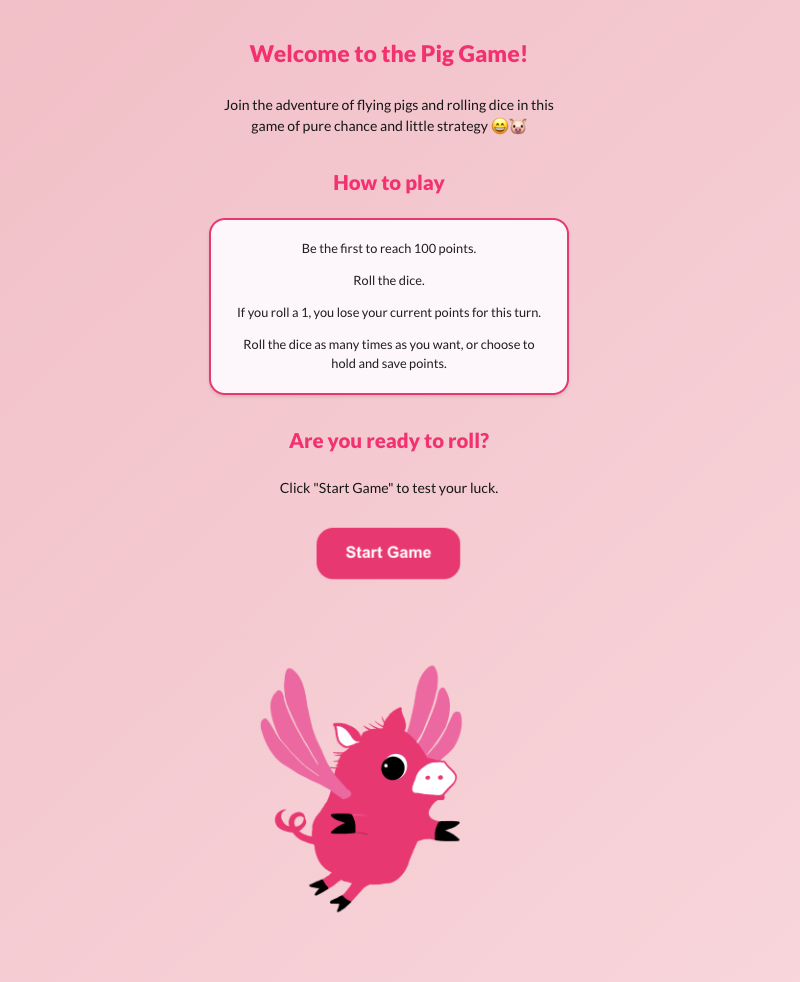 Welcome to the Pig Game!
Join the adventure of flying pigs and rolling dice in this
game of pure chance and little strategy 😄🐷
How to play
Be the first to reach 100 points.
Roll the dice.
If you roll a 1, you lose your current points for this turn.
Roll the dice as many times as you want, or choose to
hold and save points.
Are you ready to roll?
Click "Start Game" to test your luck.
Start Game